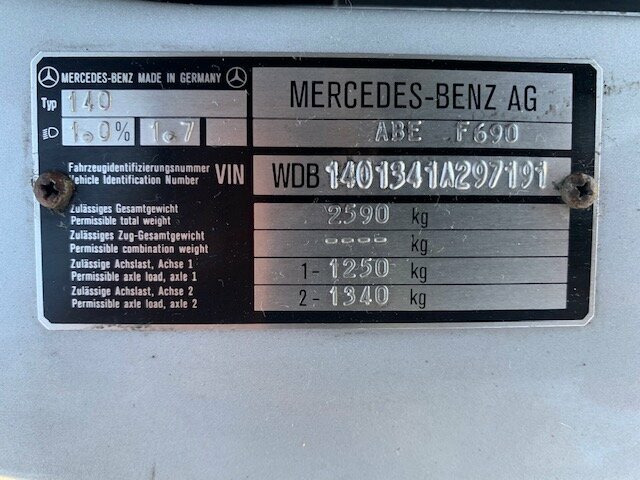 MERCEDES-BENZ MADE IN GERMANY
Typ 140
1.0% 1.7
MERCEDES-BENZ AG
ABE F690
Fahrzeugidentifizierungsnummer
Vehicle Identification Number
VIN WDB 1401341A297191
Zulässiges Gesamtgewicht
Permissible total weight
2590 kg
Zulässiges Zug-Gesamtgewicht
Permissible combination weight
---- kg
Zulässige Achslast, Achse 1
Permissible axle load, axle 1
1 - 1250 kg
Zulässige Achslast, Achse 2
Permissible axle load, axle 2
2 - 1340 kg